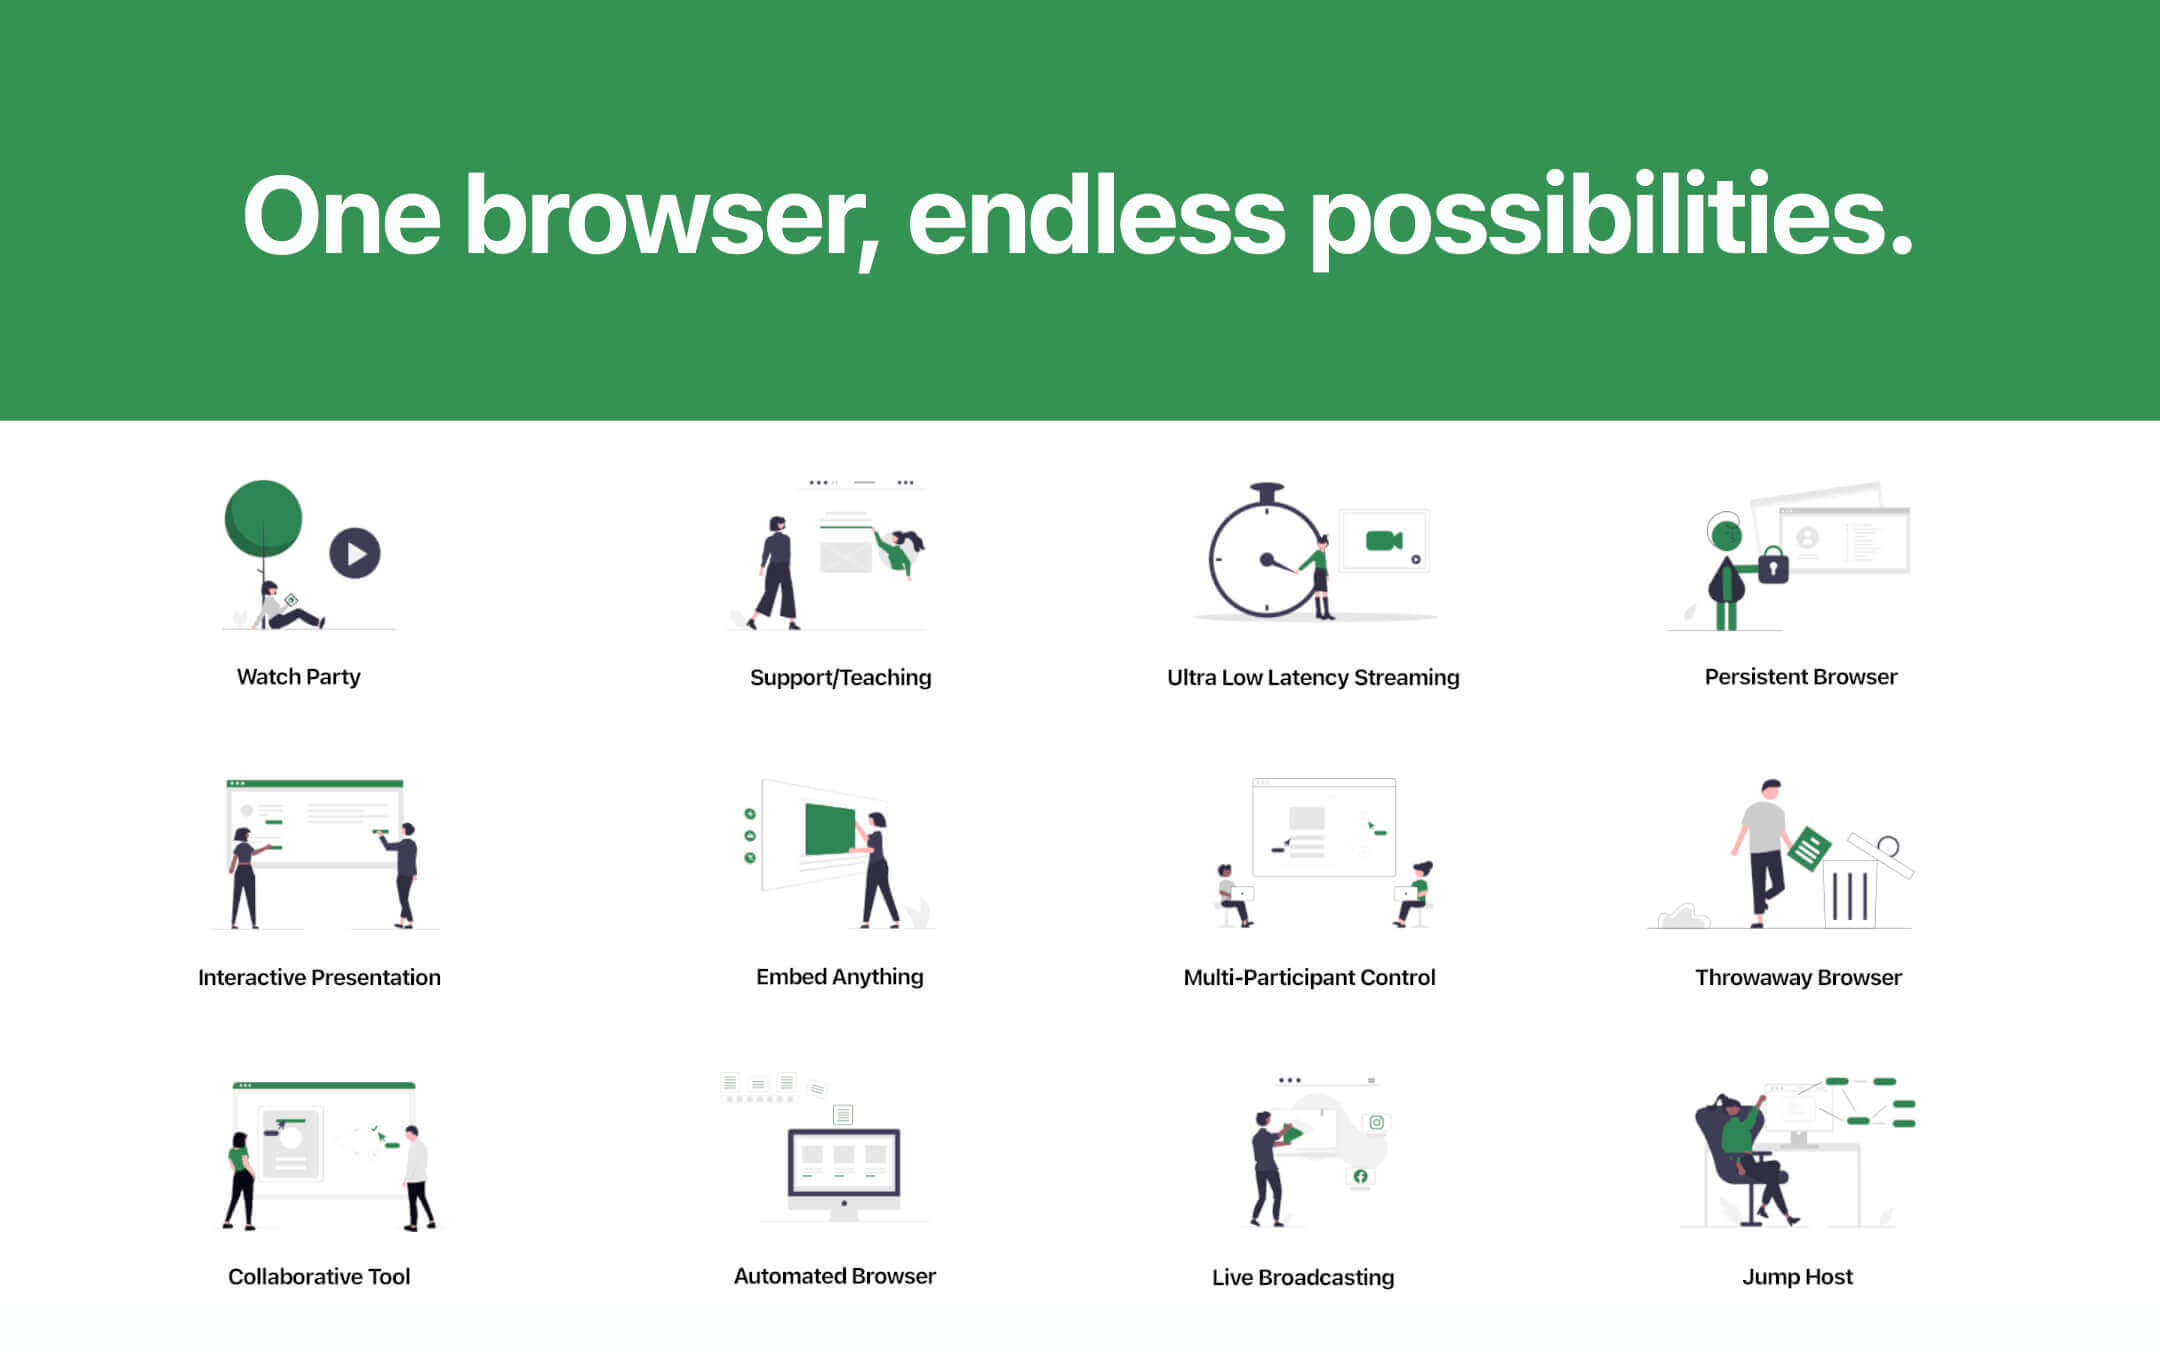 One browser, endless possibilities.
Watch Party
Support/Teaching
Ultra Low Latency Streaming
Persistent Browser
Interactive Presentation
Embed Anything
Multi-Participant Control
Throwaway Browser
Collaborative Tool
Automated Browser
Live Broadcasting
Jump Host